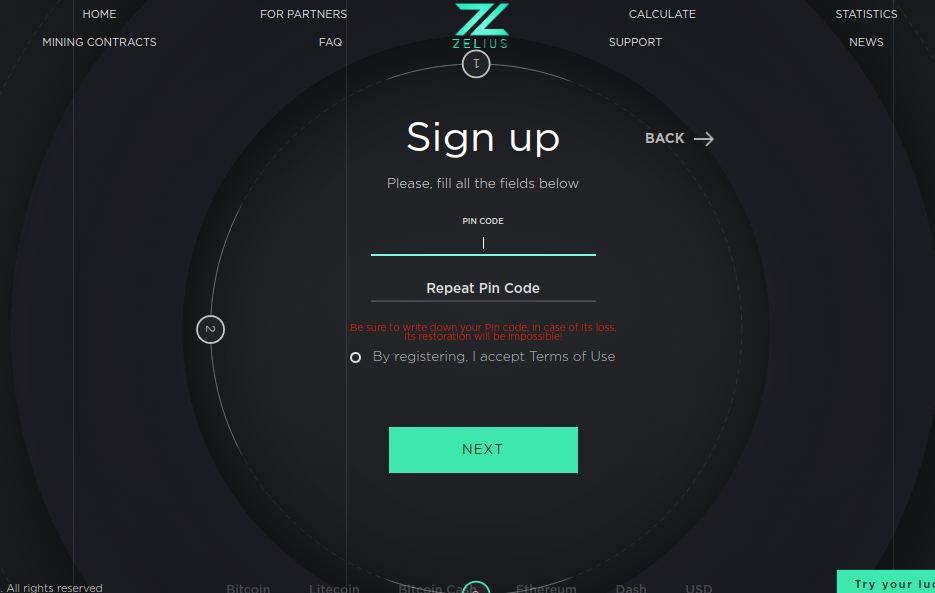 HOME FOR PARTNERS CALCULATE STATISTICS
MINING CONTRACTS FAQ ZELIUS SUPPORT NEWS
1
Sign up
BACK
Please, fill all the fields below
PIN CODE
Repeat Pin Code
2
Be sure to write down your Pin code, in case of its loss,
its restoration will be impossible!
By registering, I accept Terms of Use
NEXT
. All rights reserved Bitcoin Litecoin Bitcoin Cash Ethereum Dash USD
Try your